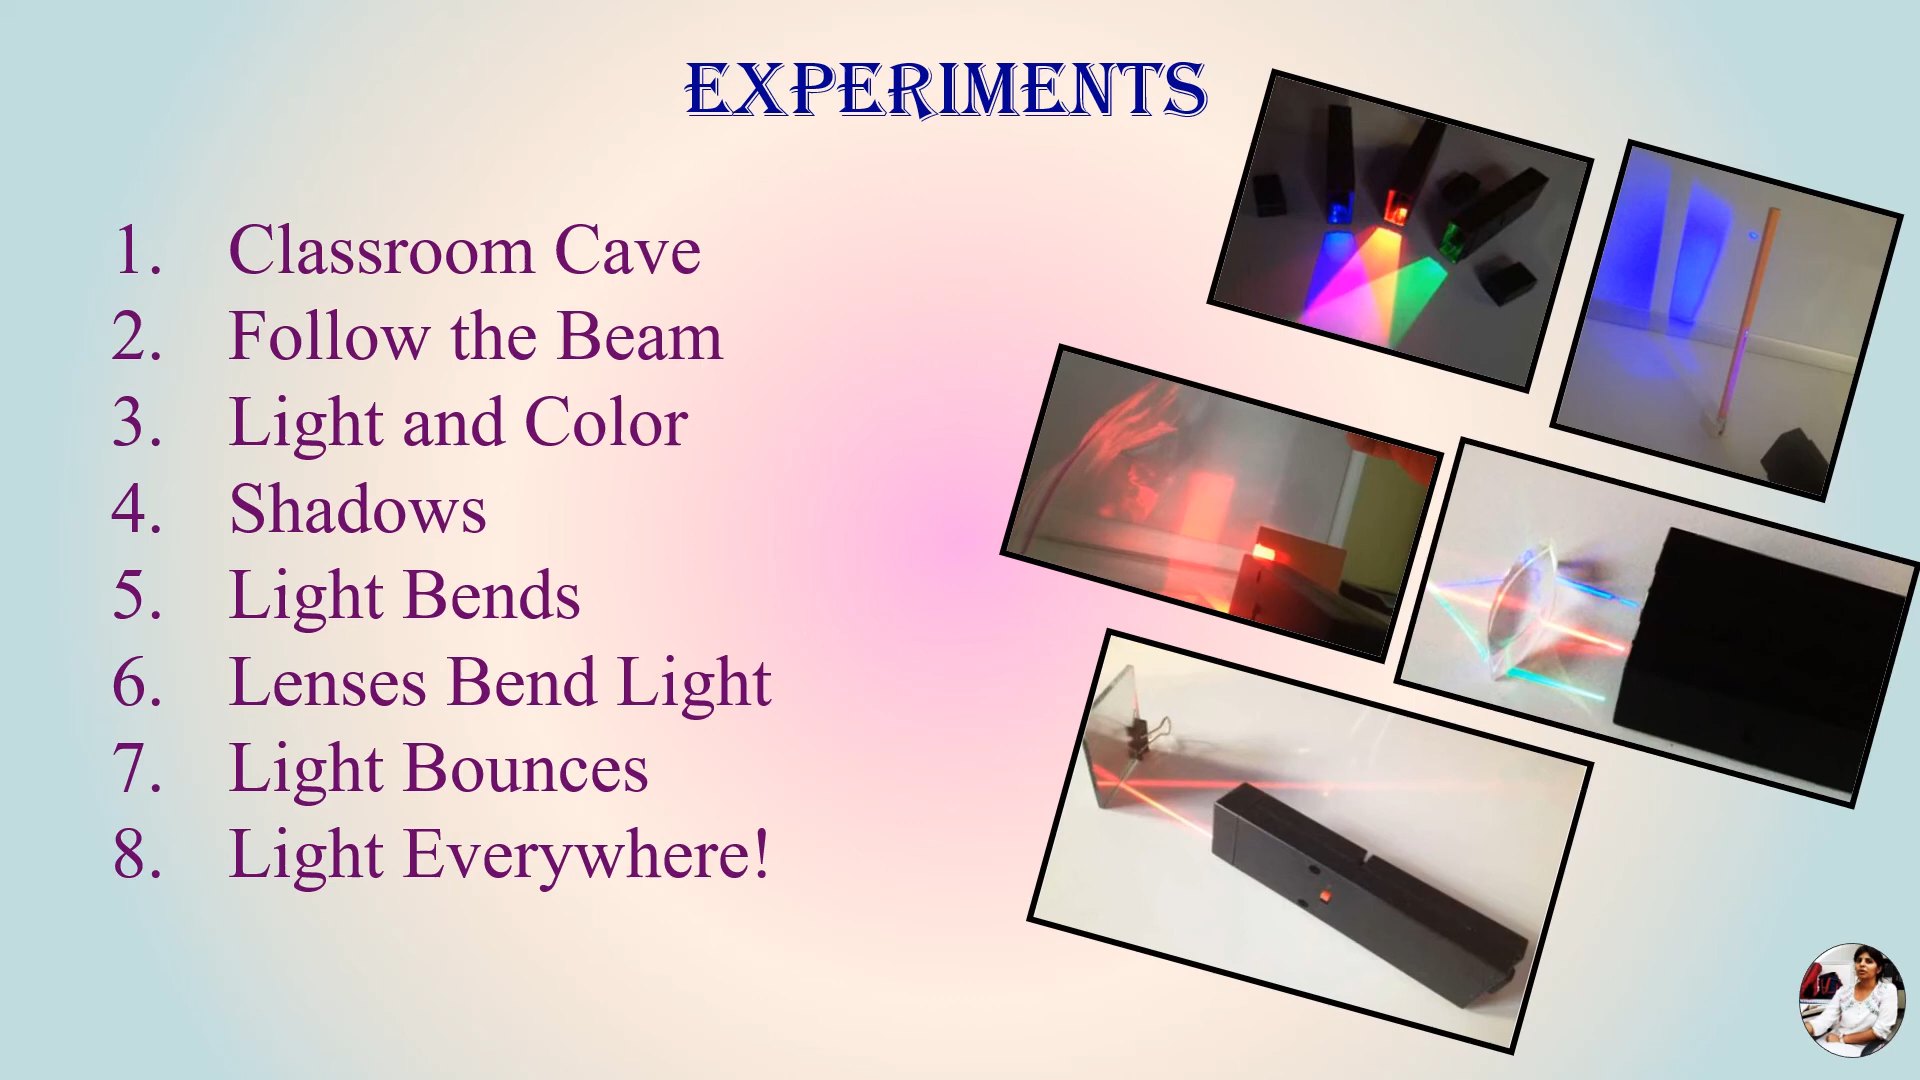 EXPERIMENTS
1. Classroom Cave
2. Follow the Beam
3. Light and Color
4. Shadows
5. Light Bends
6. Lenses Bend Light
7. Light Bounces
8. Light Everywhere!